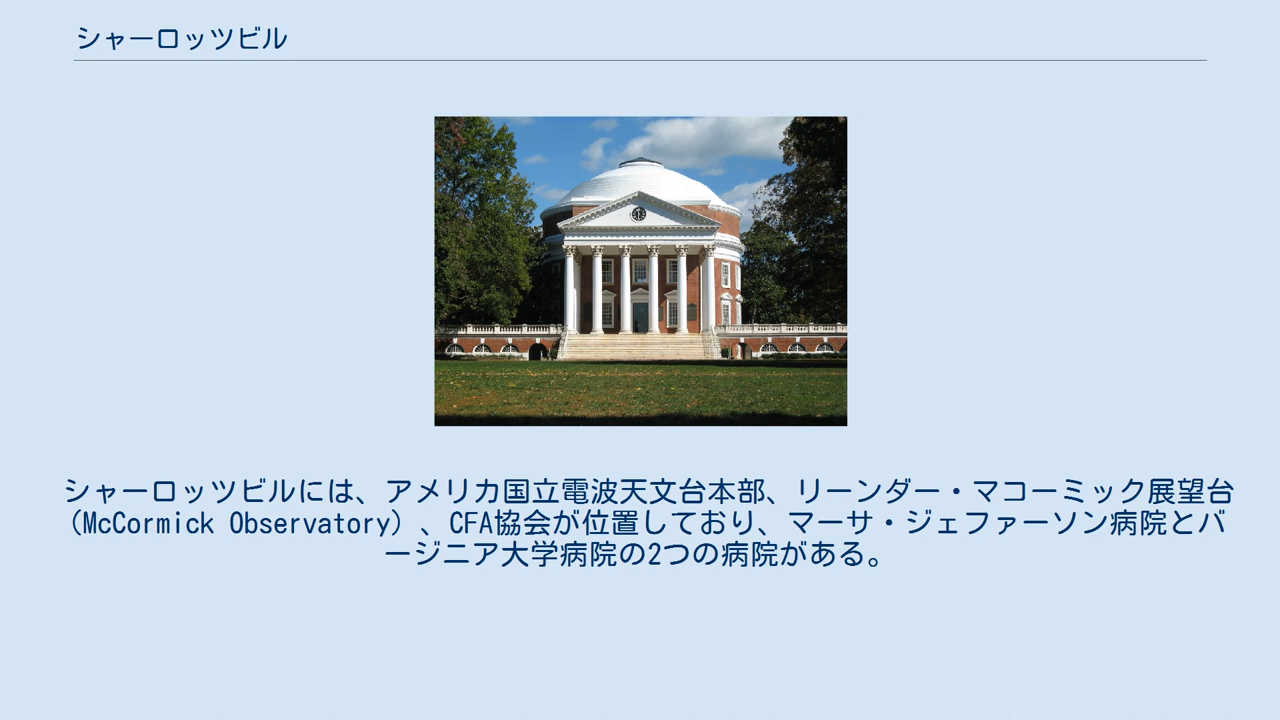 シャーロッツビル
シャーロッツビルには、アメリカ国立電波天文台本部、リーンダー・マコーミック展望台
（McCormick Observatory）、CFA協会が位置しており、マーサ・ジェファーソン病院とバ
ージニア大学病院の2つの病院がある。